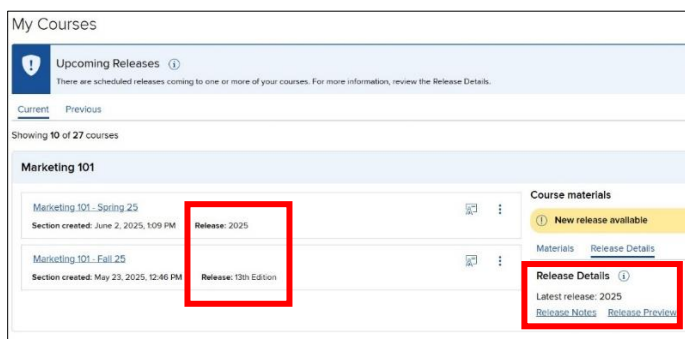 My Courses
Upcoming Releases
There are scheduled releases coming to one or more of your courses. For more information, review the Release Details.
Current Previous
Showing 10 of 27 courses
Marketing 101
Marketing 101 - Spring 25
Section created: June 2, 2025, 1:09 PM Release: 2025
Marketing 101 - Fall 25
Section created: May 23, 2025, 12:46 PM Release: 13th Edition
Course materials
New release available
Materials Release Details
Release Details
Latest release: 2025
Release Notes Release Preview